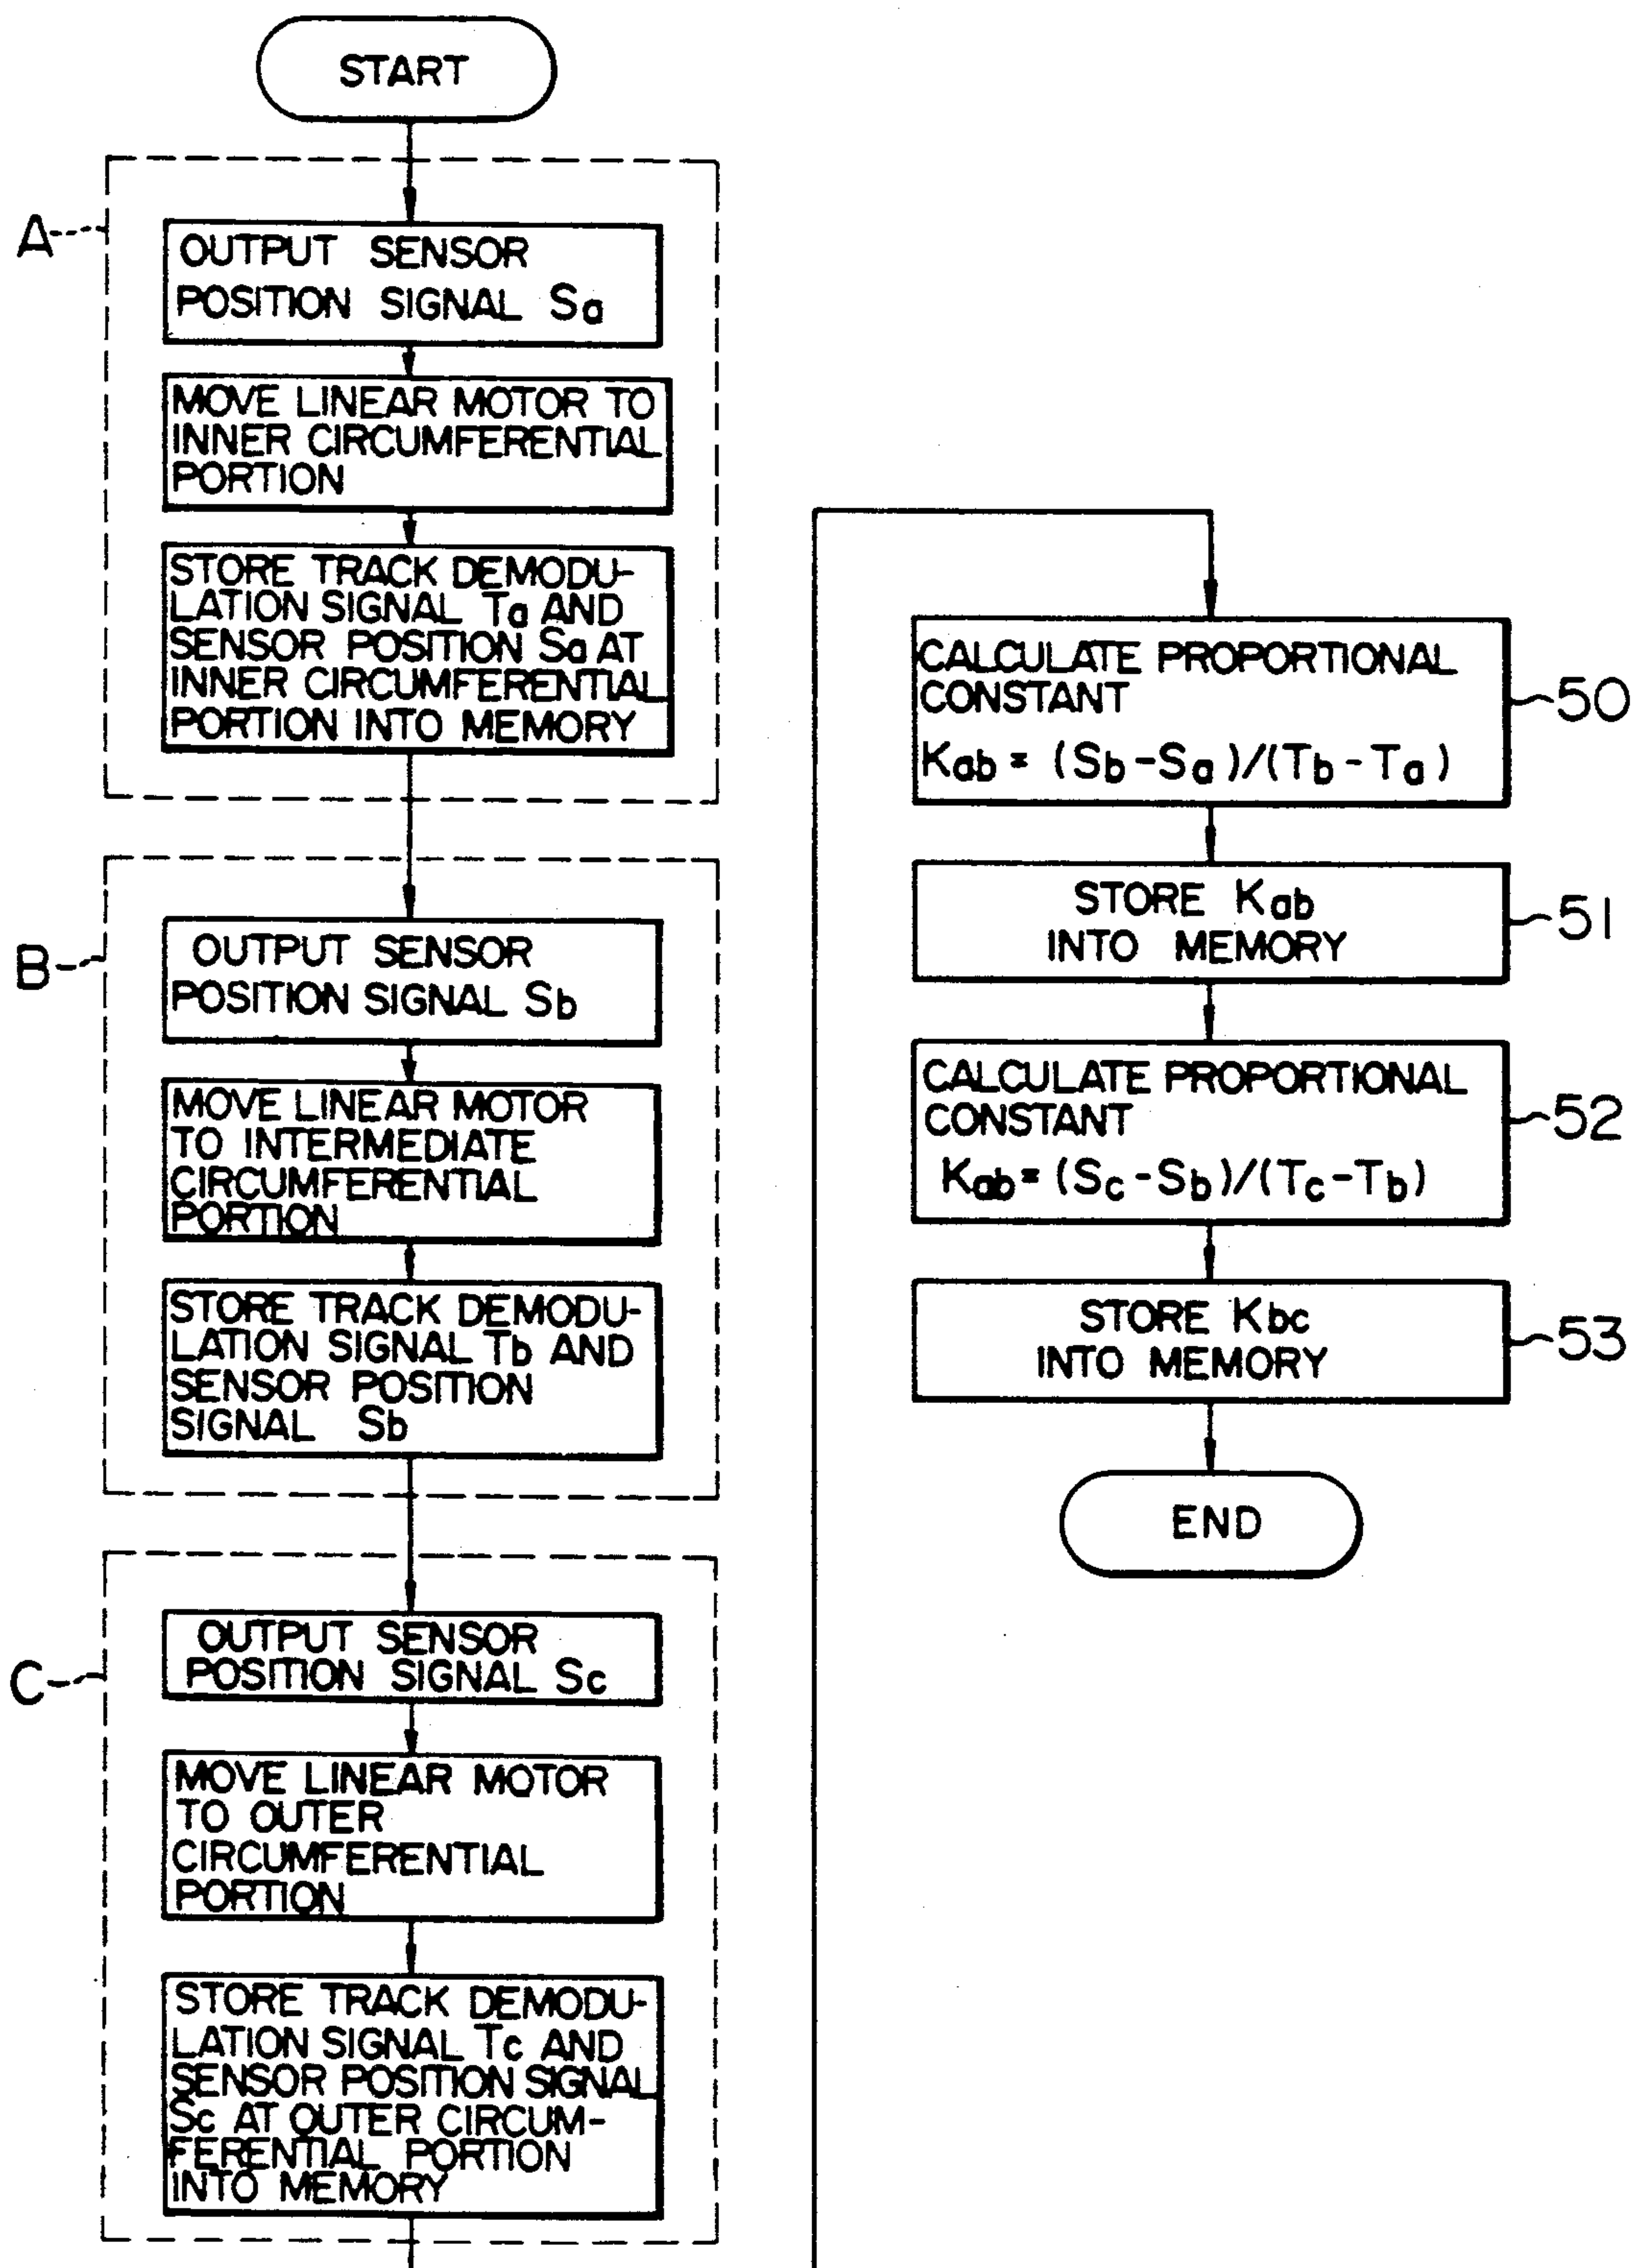 START
A
OUTPUT SENSOR
POSITION SIGNAL Sa
MOVE LINEAR MOTOR TO
INNER CIRCUMFERENTIAL
PORTION
STORE TRACK DEMODU-
LATION SIGNAL Ta AND
SENSOR POSITION Sa AT
INNER CIRCUMFERENTIAL
PORTION INTO MEMORY
B
OUTPUT SENSOR
POSITION SIGNAL Sb
MOVE LINEAR MOTOR
TO INTERMEDIATE
CIRCUMFERENTIAL
PORTION
STORE TRACK DEMODU-
LATION SIGNAL Tb AND
SENSOR POSITION
SIGNAL Sb
C
OUTPUT SENSOR
POSITION SIGNAL Sc
MOVE LINEAR MOTOR
TO OUTER
CIRCUMFERENTIAL
PORTION
STORE TRACK DEMODU-
LATION SIGNAL Tc AND
SENSOR POSITION SIGNAL
Sc AT OUTER CIRCUM-
FERENTIAL PORTION
INTO MEMORY
CALCULATE PROPORTIONAL
CONSTANT
Kab = (Sb-Sa)/(Tb-Ta)
50
STORE Kab
INTO MEMORY
51
CALCULATE PROPORTIONAL
CONSTANT
Kab = (Sc-Sb)/(Tc-Tb)
52
STORE Kbc
INTO MEMORY
53
END